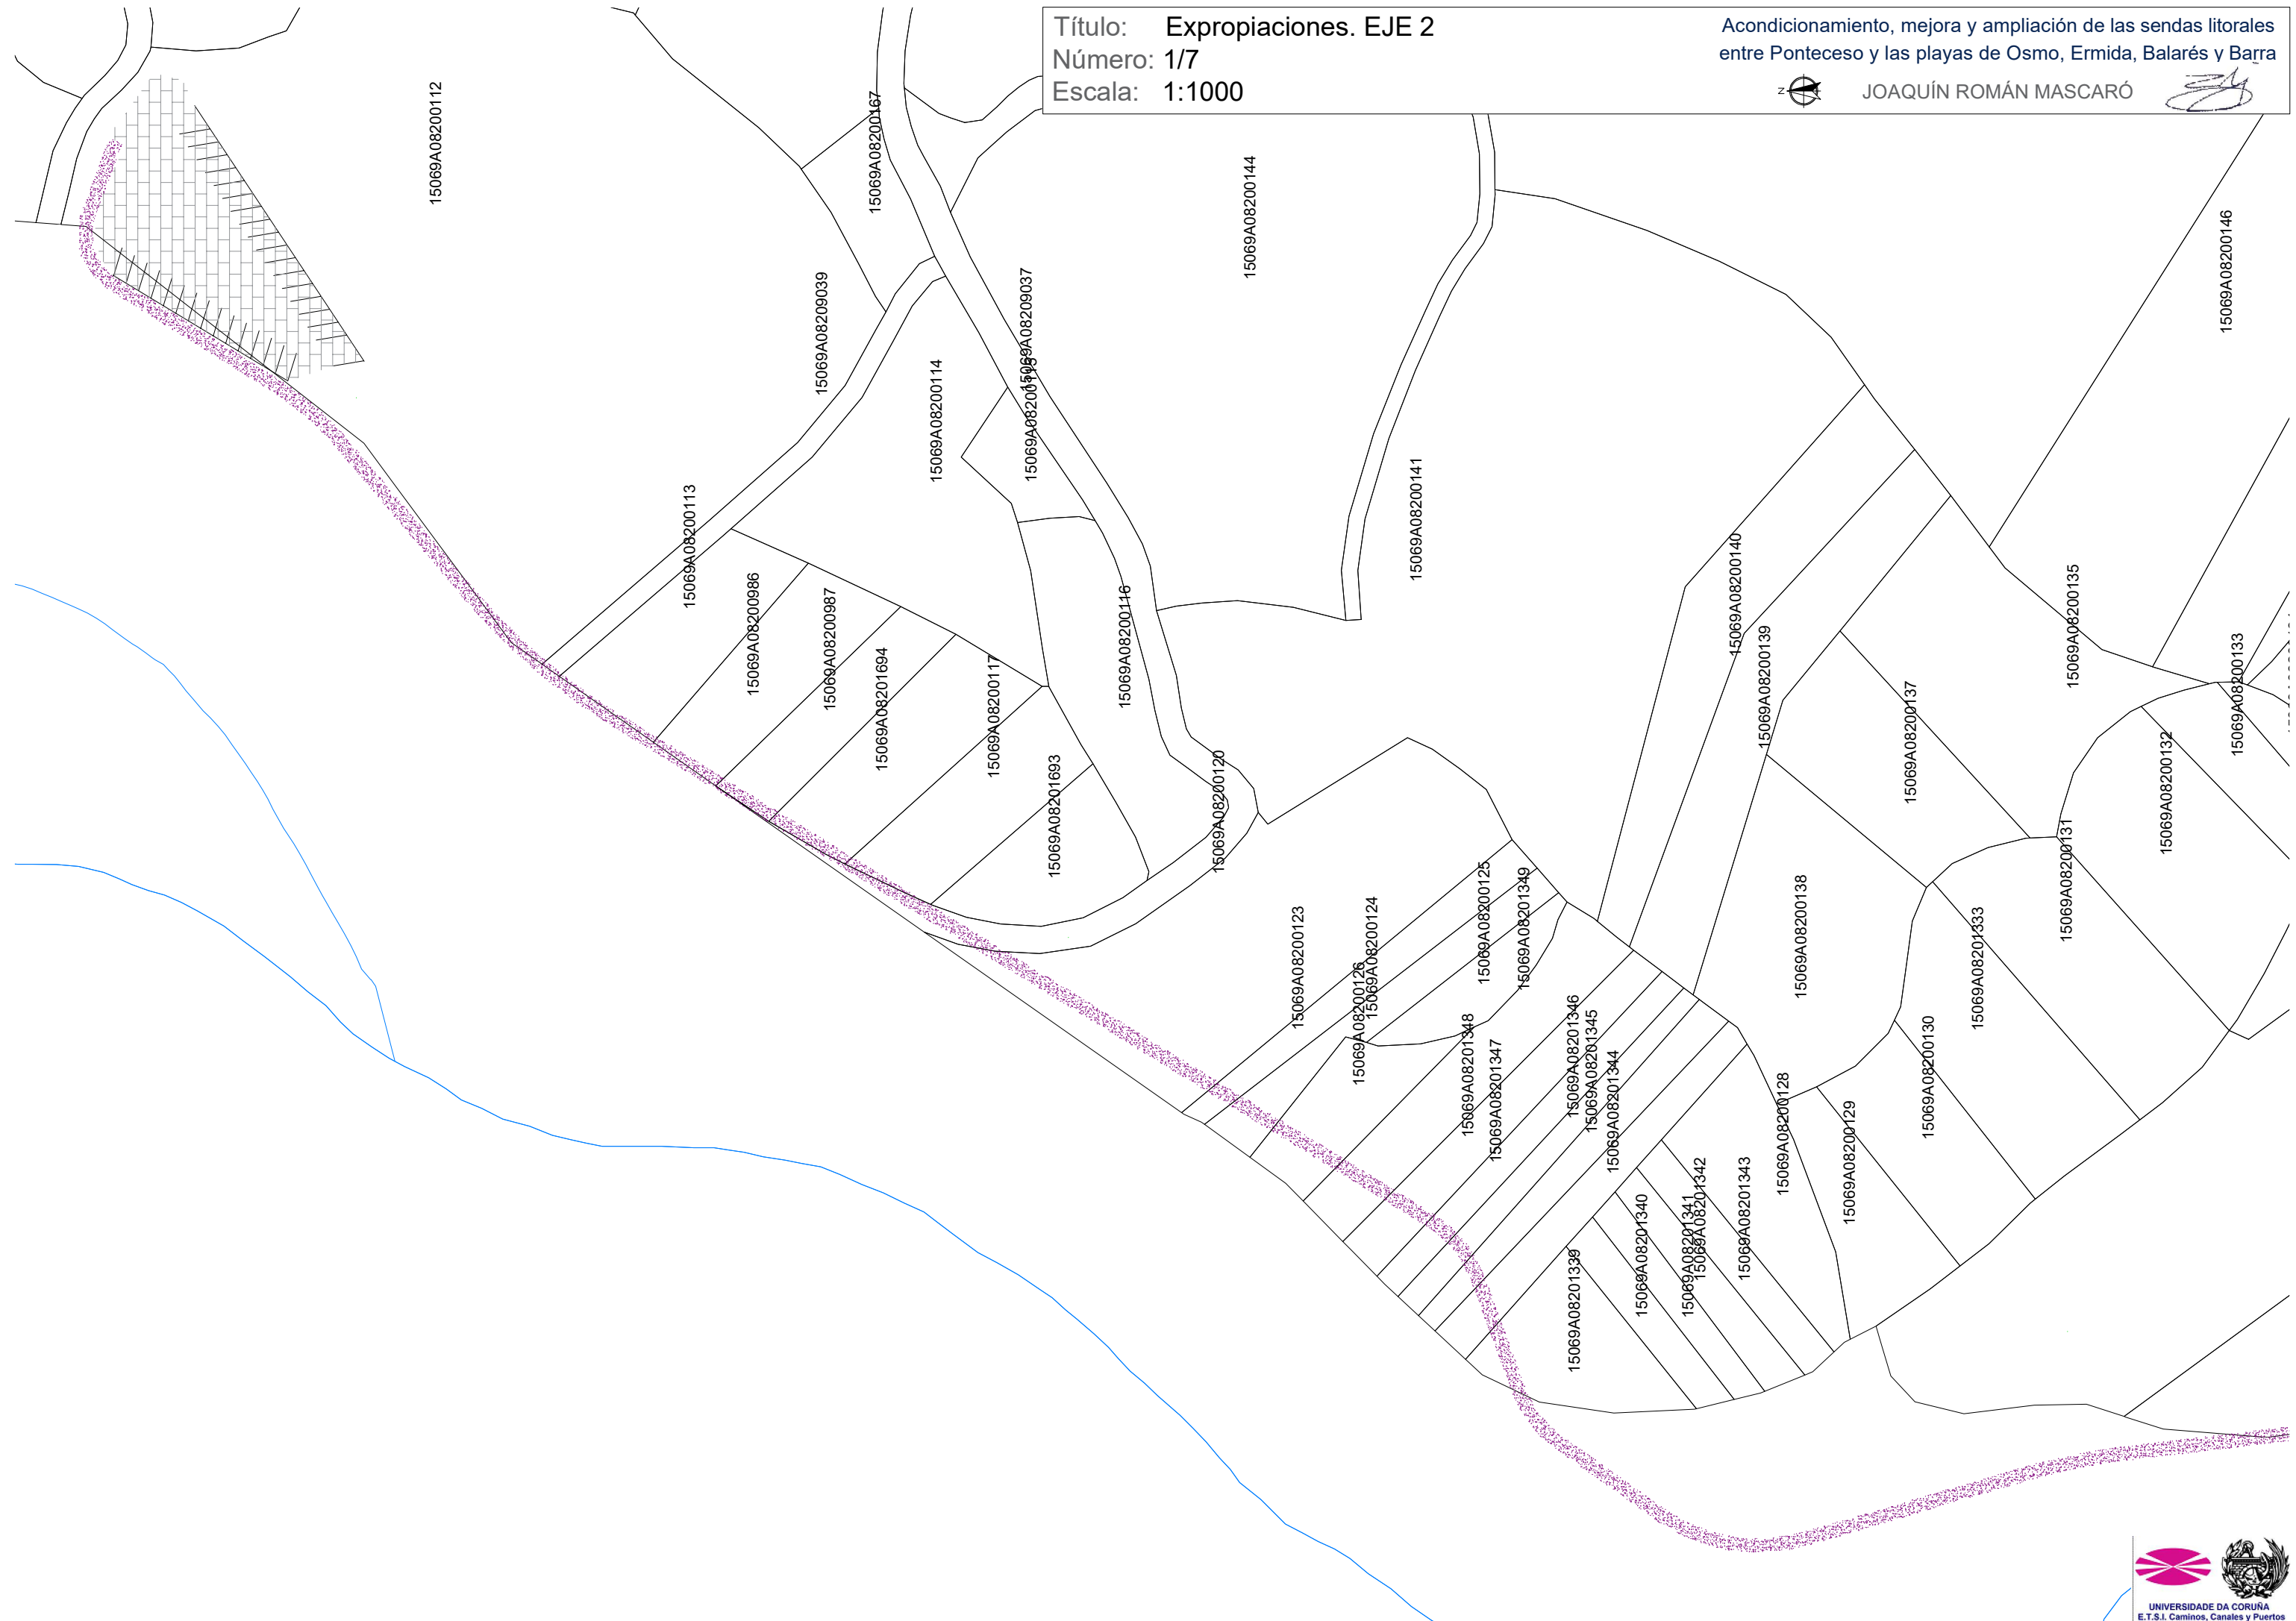 Título: Expropiaciones. EJE 2
Número: 1/7
Escala: 1:1000
Acondicionamiento, mejora y ampliación de las sendas litorales
entre Ponteceso y las playas de Osmo, Ermida, Balarés y Barra
Z
JOAQUÍN ROMÁN MASCARÓ
15069A08200112
15069A08200167
15069A08200144
15069A08200146
15069A08209039
15069A08209037
15069A08200114
15069A08200115
15069A08200141
15069A08200113
15069A08200986
15069A08200987
15069A08201694
15069A08200117
15069A08200116
15069A08201693
15069A08200120
15069A08200140
15069A08200139
15069A08200135
15069A08200137
15069A08200133
15069A08200132
15069A08200131
15069A08200138
15069A08201333
15069A08200123
15069A08200124
15069A08200126
15069A08200125
15069A08201349
15069A08201348
15069A08201347
15069A08201346
15069A08201345
15069A08201344
15069A08200128
15069A08200129
15069A08200130
15069A08201339
15069A08201340
15069A08201341
15069A08201342
15069A08201343
UNIVERSIDADE DA CORUÑA
E.T.S.I. Caminos, Canales y Puertos